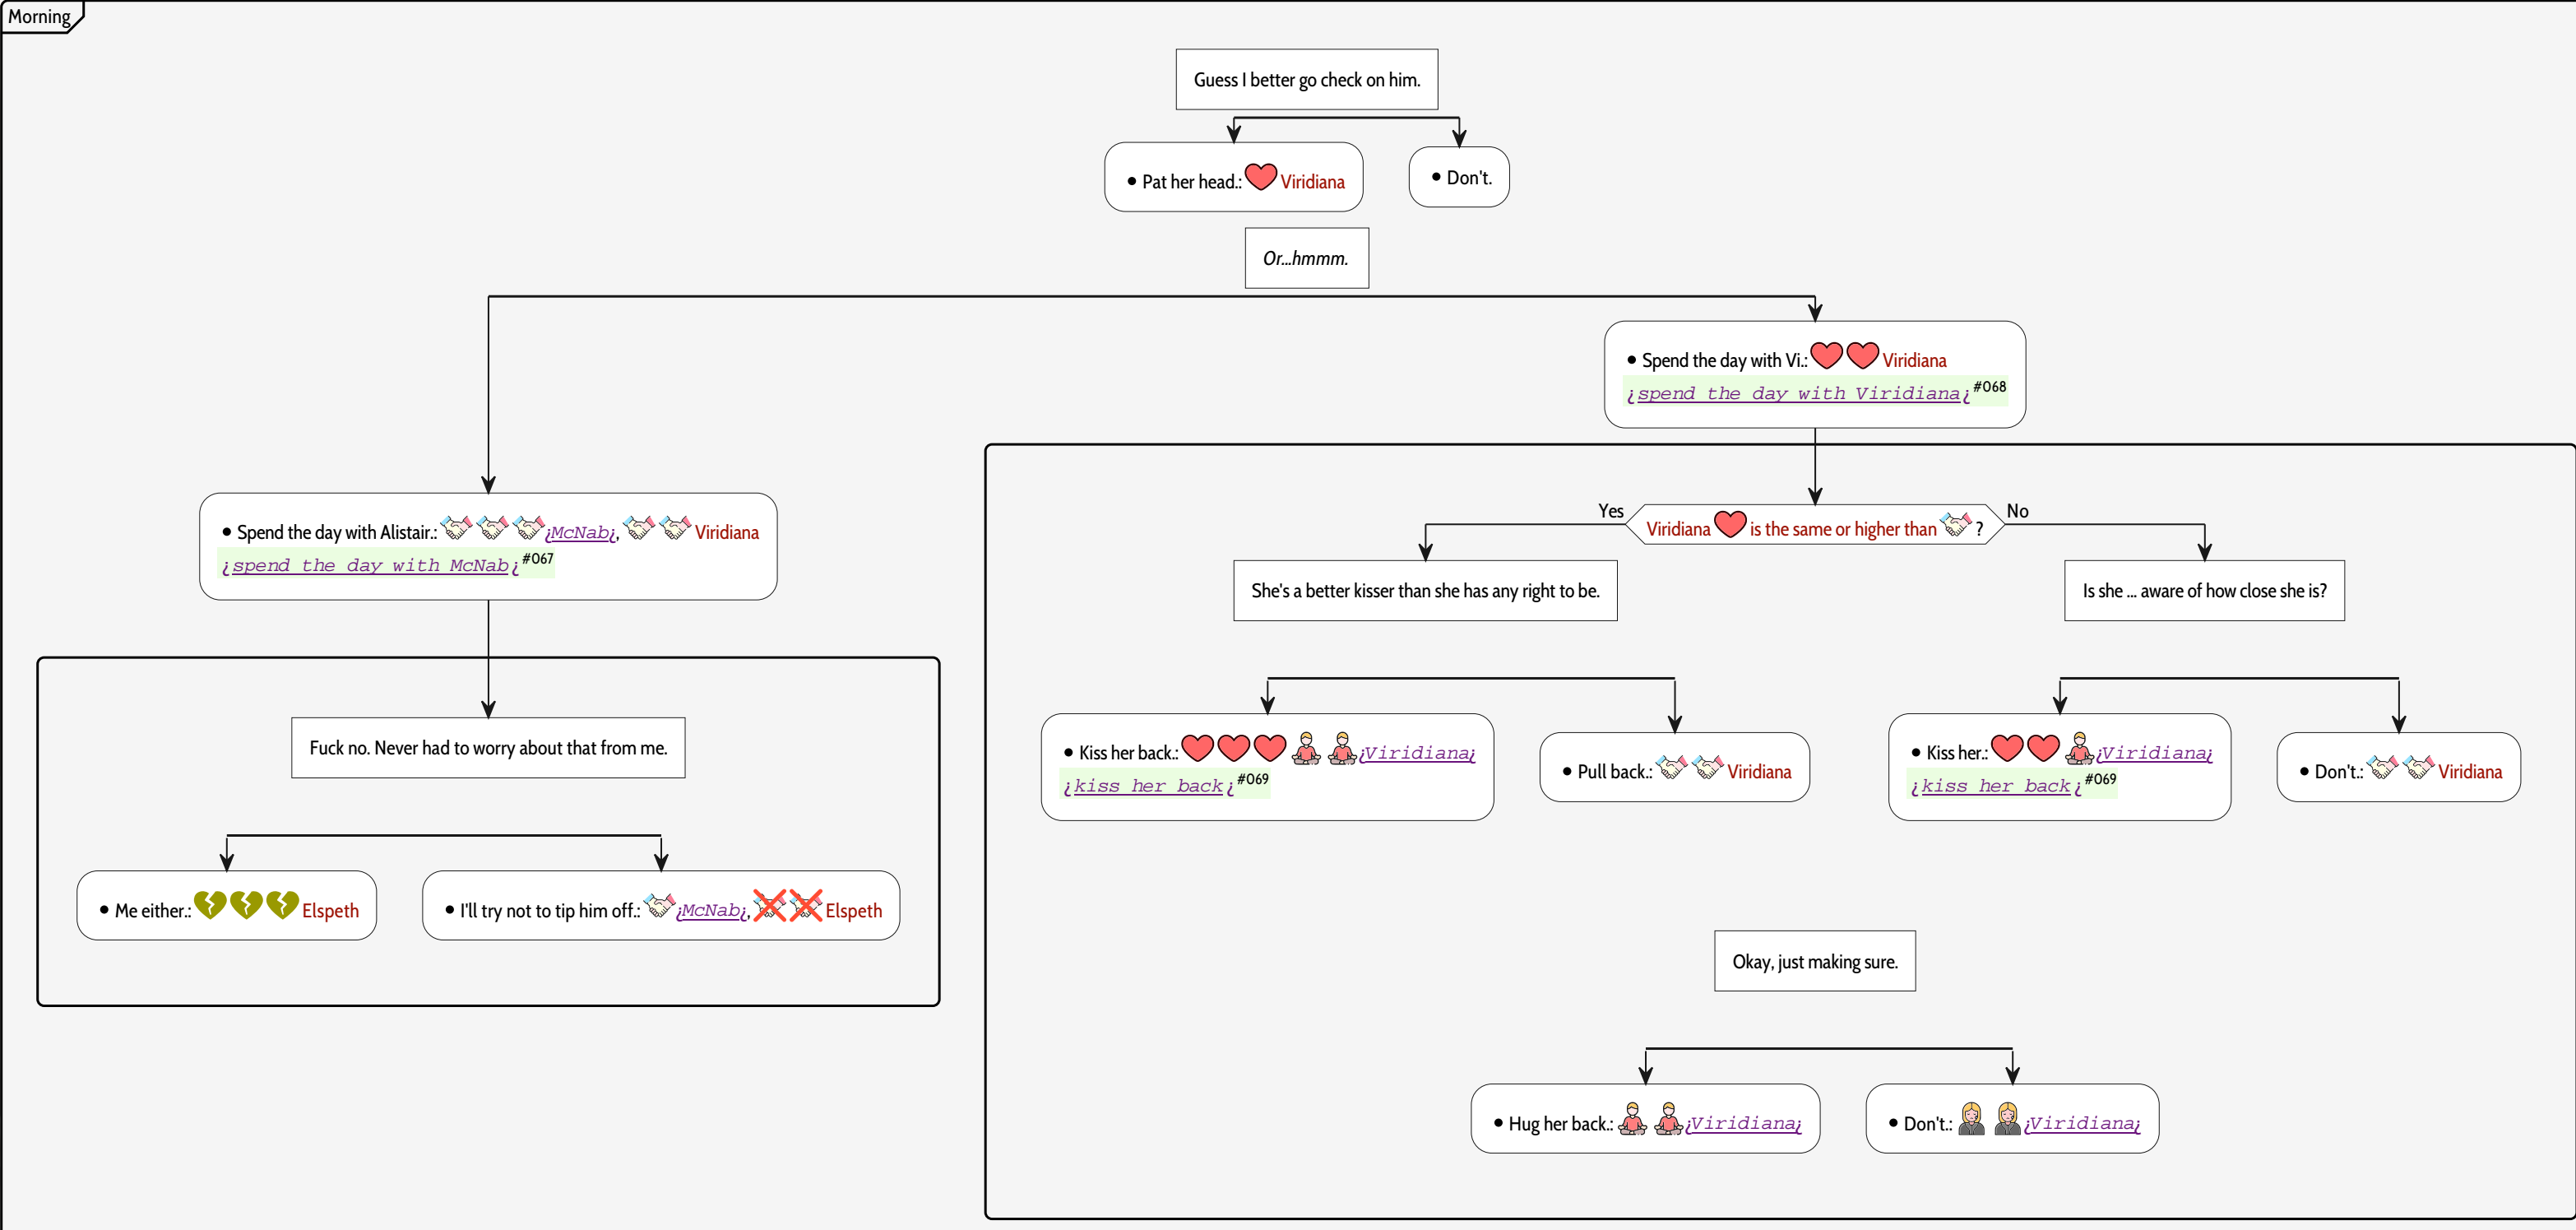 Morning
Guess I better go check on him.
• Pat her head.: Viridiana
• Don't.
Or...hmmm.
• Spend the day with Vi.: Viridiana
¿spend the day with Viridiana¿#068
• Spend the day with Alistair.: ¿McNab¿, Viridiana
¿spend the day with McNab¿#067
Yes
Viridiana is the same or higher than ?
No
She's a better kisser than she has any right to be.
Is she ... aware of how close she is?
Fuck no. Never had to worry about that from me.
• Kiss her back.: ¿Viridiana¿
¿kiss her back¿#069
• Pull back.: Viridiana
• Kiss her.: ¿Viridiana¿
¿kiss her back¿#069
• Don't.: Viridiana
• Me either.: Elspeth
• I'll try not to tip him off.: ¿McNab¿, Elspeth
Okay, just making sure.
• Hug her back.: ¿Viridiana¿
• Don't.: ¿Viridiana¿